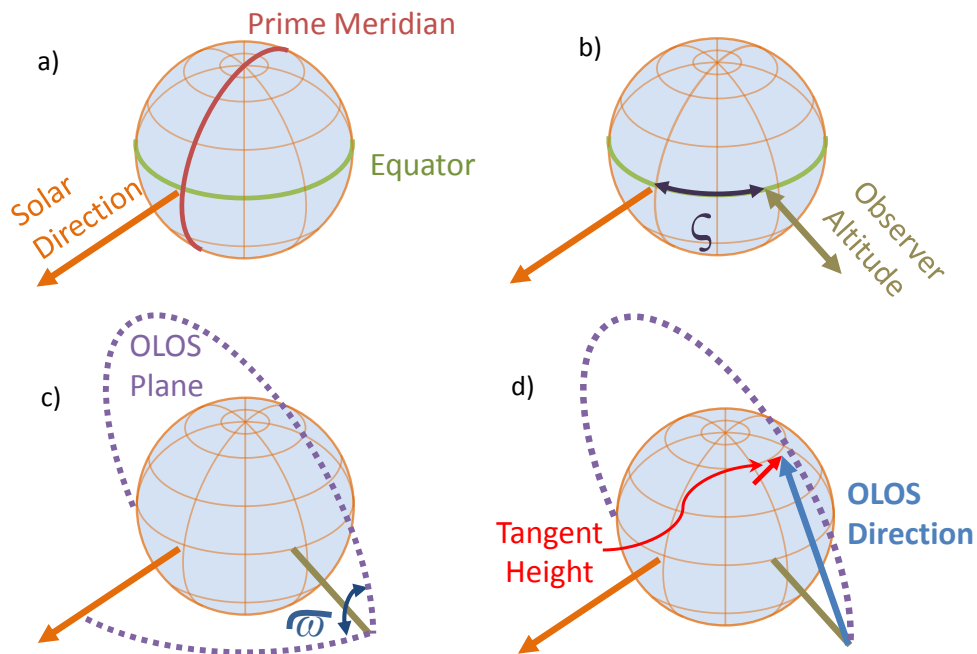 a)
Prime Meridian
Equator
Solar
Direction
b)
ς
Observer
Altitude
c)
OLOS
Plane
ϖ
d)
Tangent
Height
OLOS
Direction